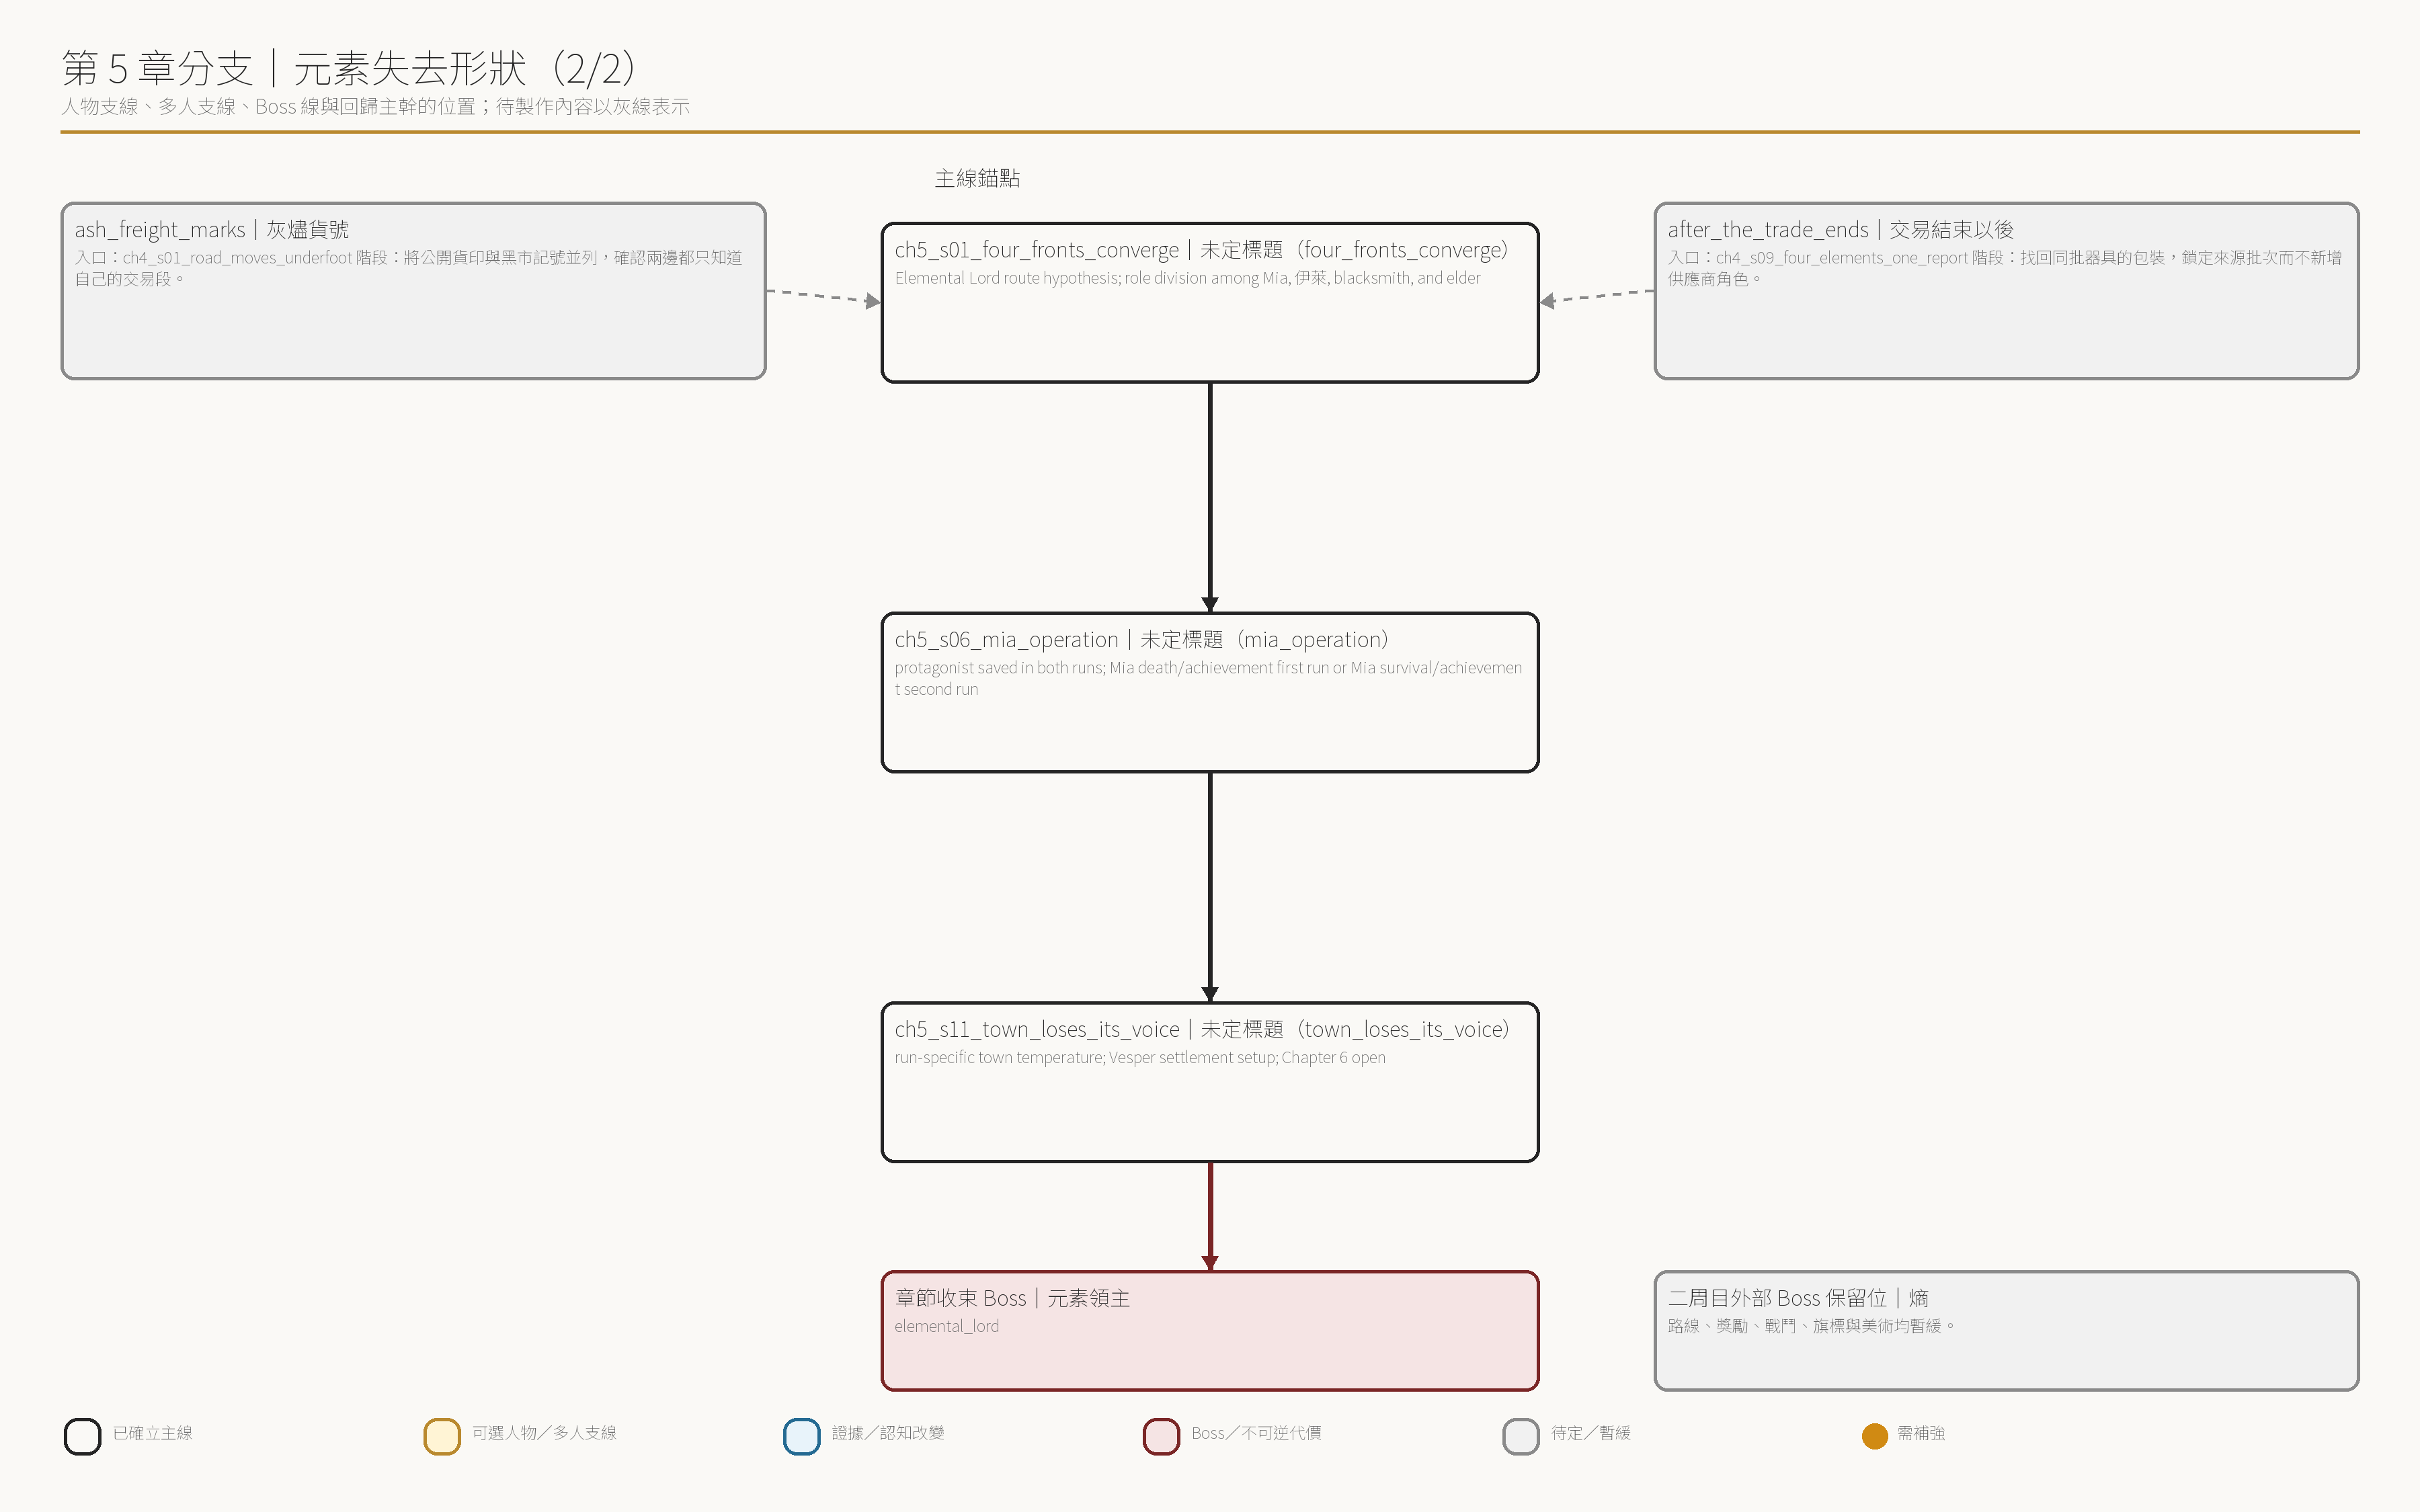 第 5 章分支｜元素失去形狀（2/2）
人物支線、多人支線、Boss 線與回歸主幹的位置；待製作內容以灰線表示
主線錨點
ash_freight_marks｜灰燼貨號
入口：ch4_s01_road_moves_underfoot 階段：將公開貨印與黑市記號並列，確認兩邊都只知道
自己的交易段。
ch5_s01_four_fronts_converge｜未定標題（four_fronts_converge）
Elemental Lord route hypothesis; role division among Mia, 伊萊, blacksmith, and elder
after_the_trade_ends｜交易結束以後
入口：ch4_s09_four_elements_one_report 階段：找回同批器具的包裝，鎖定來源批次而不新增
供應商角色。
ch5_s06_mia_operation｜未定標題（mia_operation）
protagonist saved in both runs; Mia death/achievement first run or Mia survival/achievemen
t second run
ch5_s11_town_loses_its_voice｜未定標題（town_loses_its_voice）
run-specific town temperature; Vesper settlement setup; Chapter 6 open
章節收束 Boss｜元素領主
elemental_lord
二周目外部 Boss 保留位｜熵
路線、獎勵、戰鬥、旗標與美術均暫緩。
已確立主線
可選人物／多人支線
證據／認知改變
Boss／不可逆代價
待定／暫緩
需補強